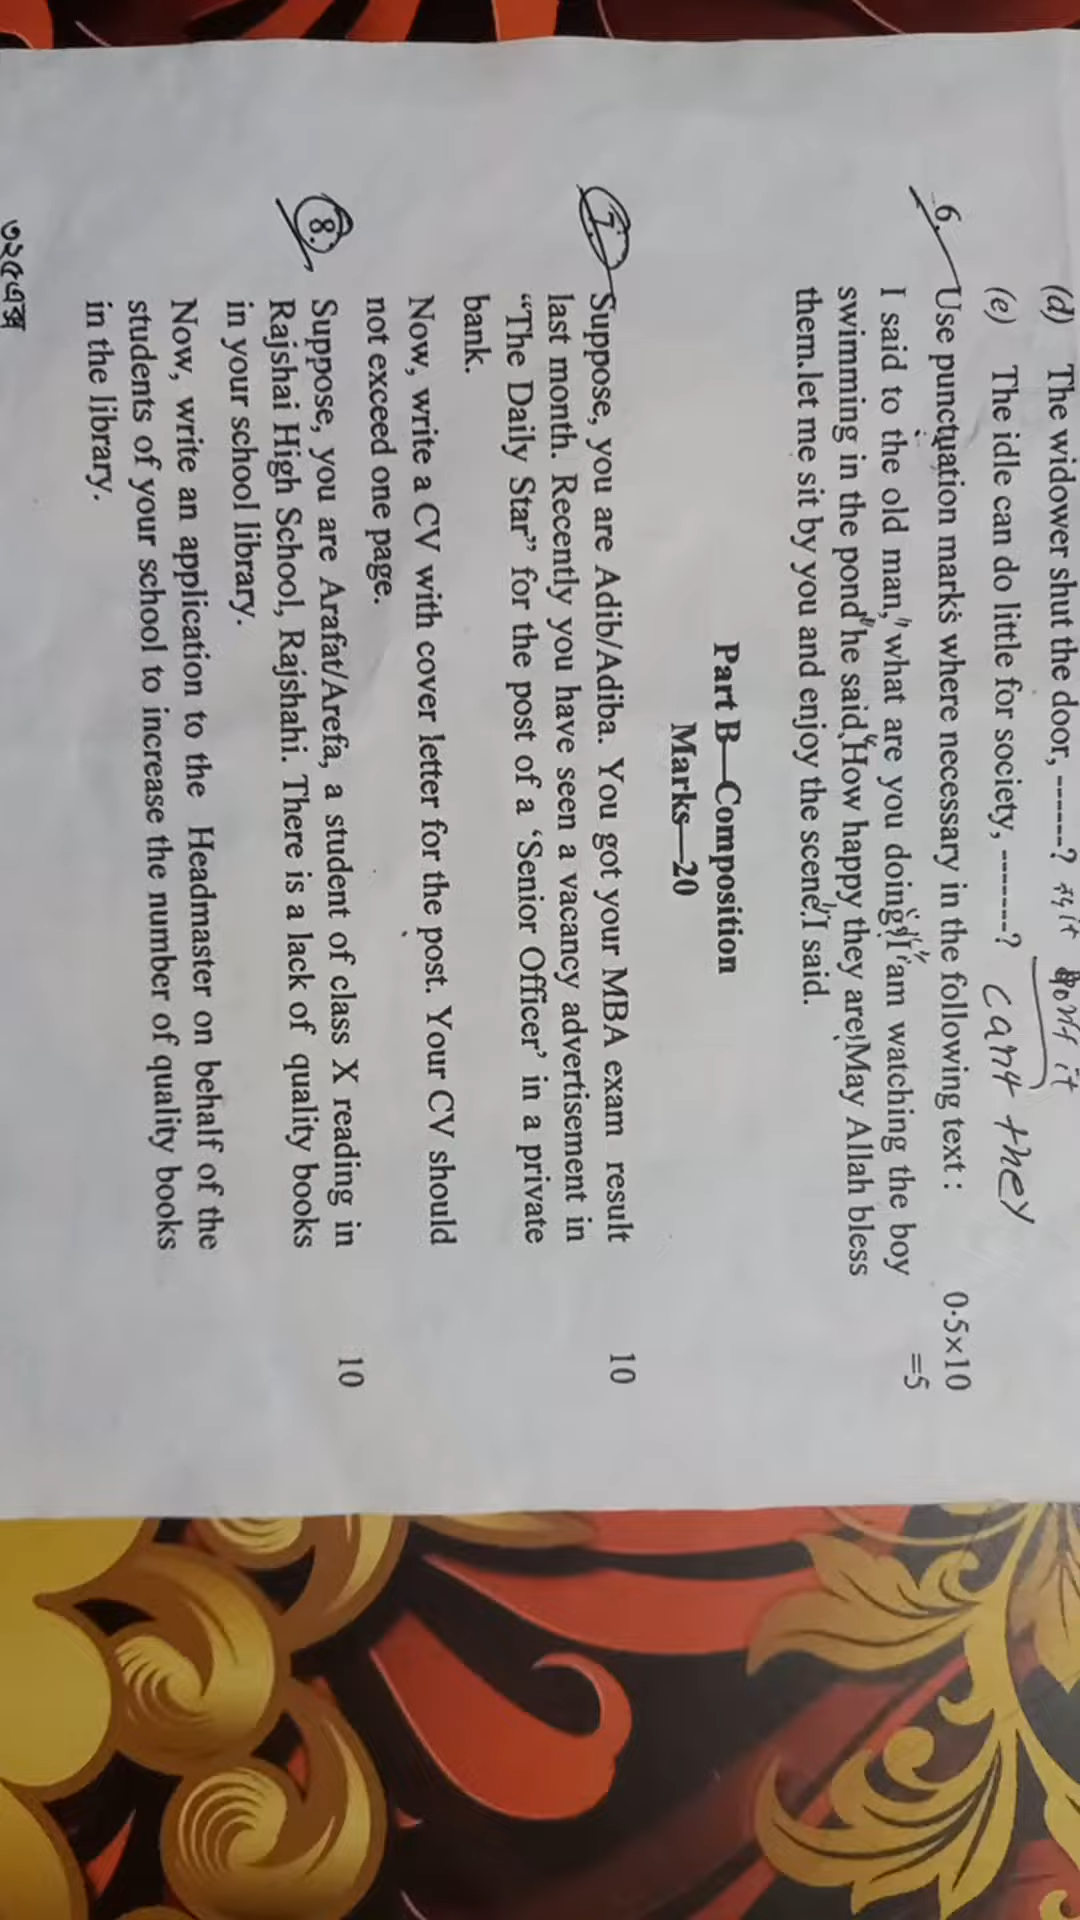 (d) The widower shut the door, ------? it
(e) The idle can do little for society, -------? can't they
6. Use punctuation marks where necessary in the following text : 0·5×10
I said to the old man, "what are you doing?" "I am watching the boy =5
swimming in the pond" he said, "How happy they are! May Allah bless
them. let me sit by you and enjoy the scene." I said.
Part B—Composition
Marks—20
7. Suppose, you are Adib/Adiba. You got your MBA exam result 10
last month. Recently you have seen a vacancy advertisement in
“The Daily Star” for the post of a ‘Senior Officer’ in a private
bank.
Now, write a CV with cover letter for the post. Your CV should
not exceed one page.
8. Suppose, you are Arafat/Arefa, a student of class X reading in 10
Rajshai High School, Rajshahi. There is a lack of quality books
in your school library.
Now, write an application to the Headmaster on behalf of the
students of your school to increase the number of quality books
in the library.